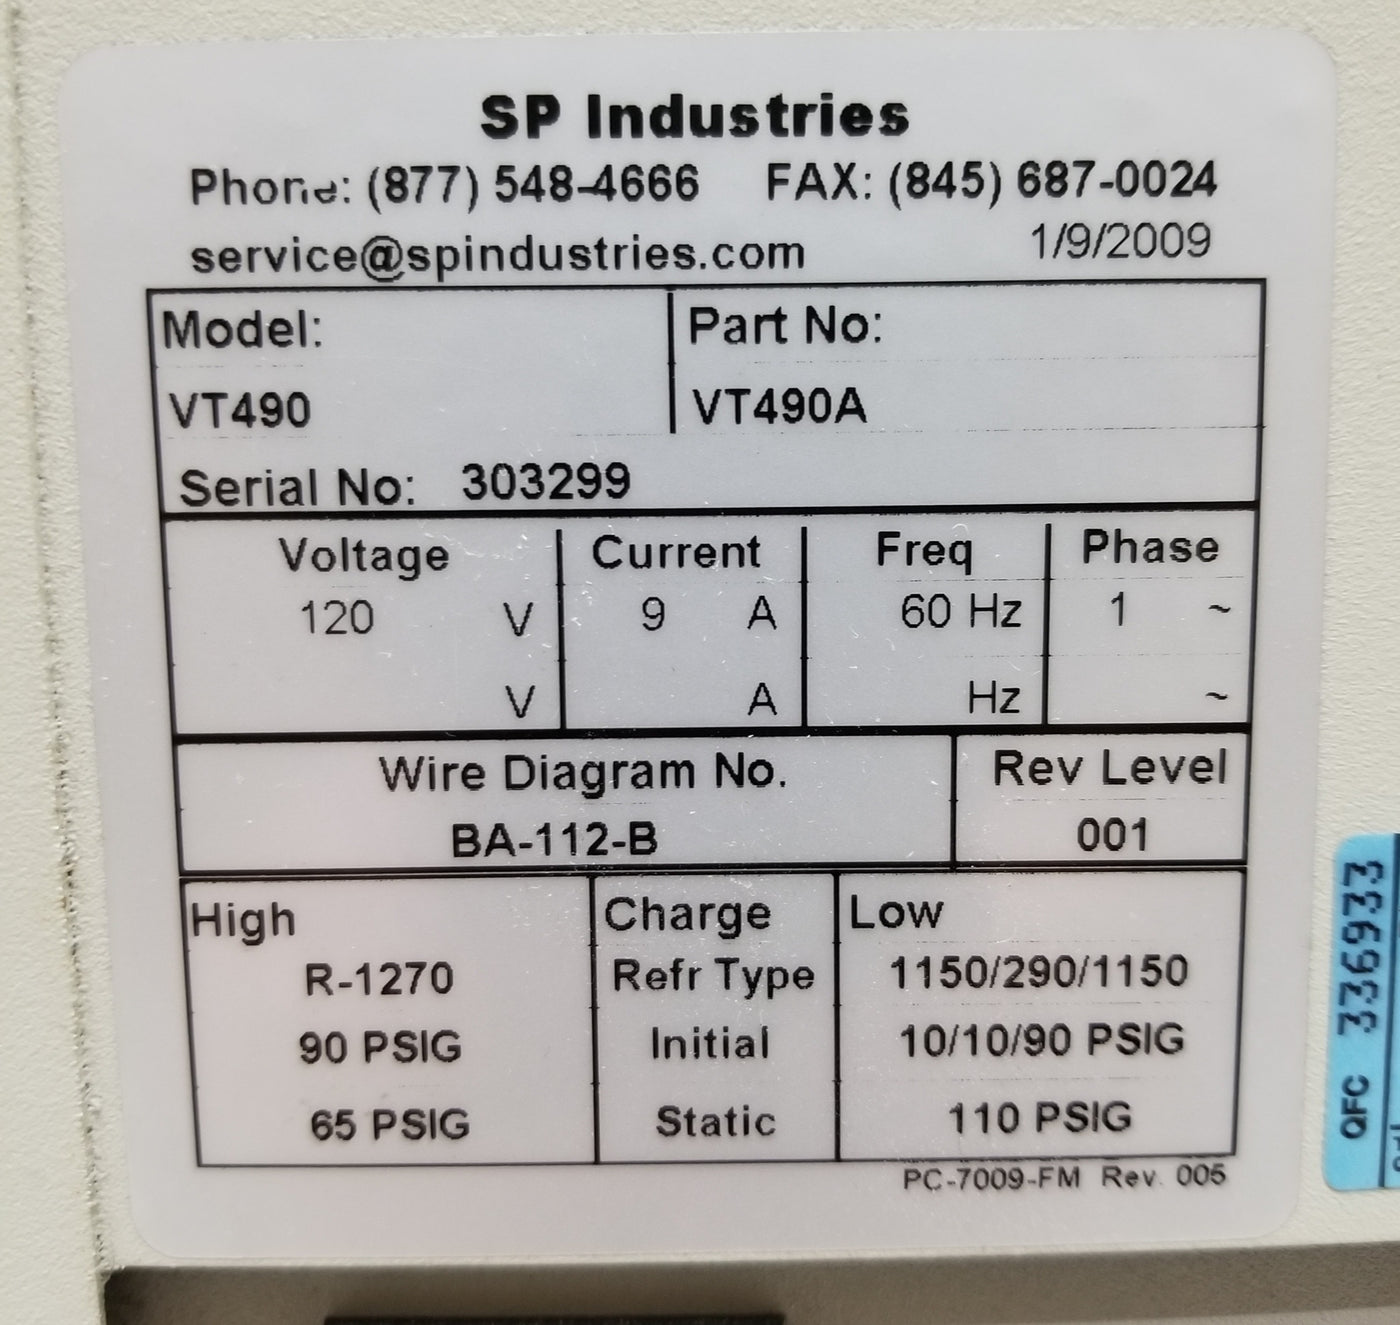 SP Industries
Phone: (877) 548-4666 FAX: (845) 687-0024
service@spindustries.com 1/9/2009
Model: Part No:
VT490 VT490A
Serial No: 303299
Voltage Current Freq Phase
120 V 9 A 60 Hz 1 ~
V A Hz ~
Wire Diagram No. Rev Level
BA-112-B 001
High Charge Low
R-1270 Refr Type 1150/290/1150
90 PSIG Initial 10/10/90 PSIG
65 PSIG Static 110 PSIG
PC-7009-FM Rev. 005
QFC 336933